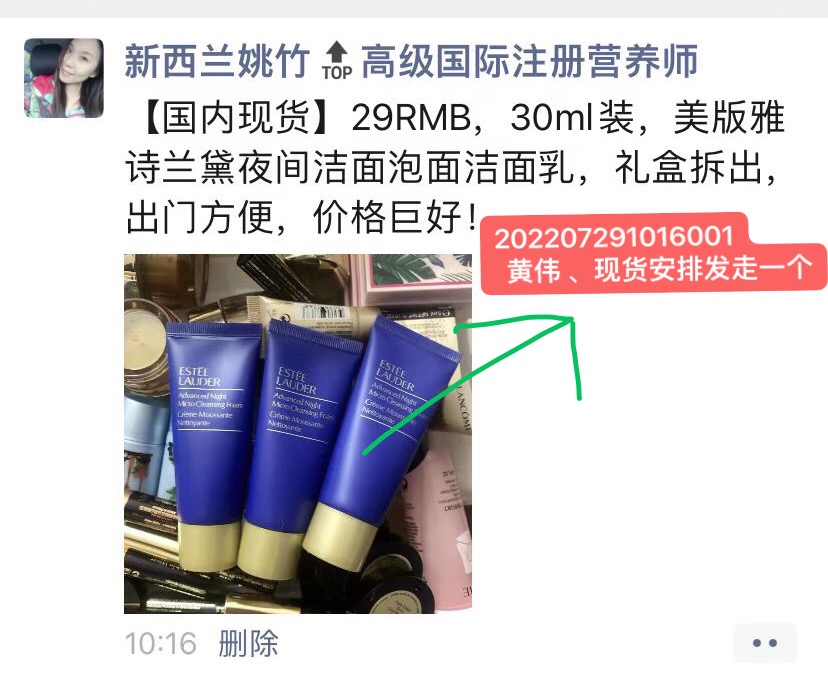 新西兰姚竹 TOP 高级国际注册营养师
【国内现货】29RMB，30ml装，美版雅
诗兰黛夜间洁面泡面洁面乳，礼盒拆出，
出门方便，价格巨好！
202207291016001
黄伟 、现货安排发走一个
ESTĒE
LAUDER
Advanced Night
Micro Cleansing Foam
Crème Moussante
Nettoyante
ESTĒE
LAUDER
Advanced Night
Micro Cleansing Foam
Crème Moussante
Nettoyante
ESTĒE
LAUDER
Advanced Night
Micro Cleansing
Crème
Nettoyante
LANCOME
10:16 删除